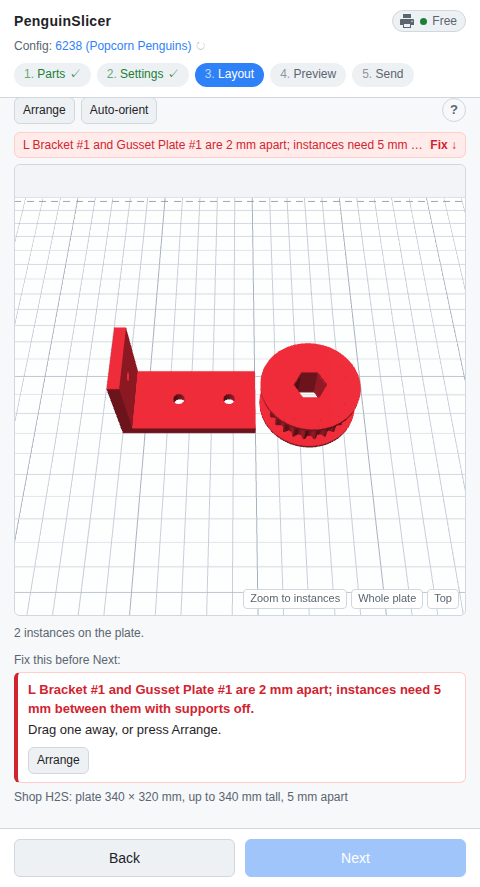 PenguinSlicer
Free
Config: 6238 (Popcorn Penguins)
1. Parts ✓
2. Settings ✓
3. Layout
4. Preview
5. Send
Arrange
Auto-orient
?
L Bracket #1 and Gusset Plate #1 are 2 mm apart; instances need 5 mm … Fix ↓
Zoom to instances
Whole plate
Top
2 instances on the plate.
Fix this before Next:
L Bracket #1 and Gusset Plate #1 are 2 mm apart; instances need 5
mm between them with supports off.
Drag one away, or press Arrange.
Arrange
Shop H2S: plate 340 × 320 mm, up to 340 mm tall, 5 mm apart
Back
Next